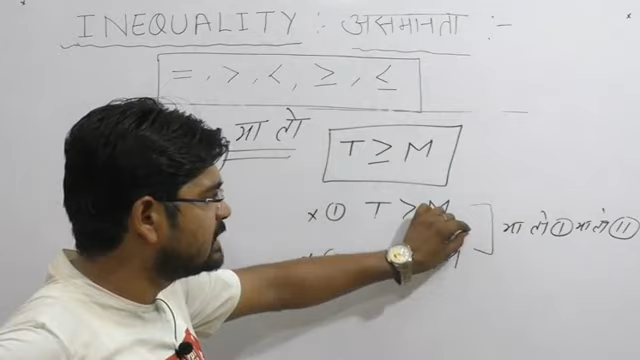 INEQUALITY : असमानता :-
= , > , < , ≥ , ≤
या तो
T ≥ M
× ① T > M
या तो ① या तो ⑪